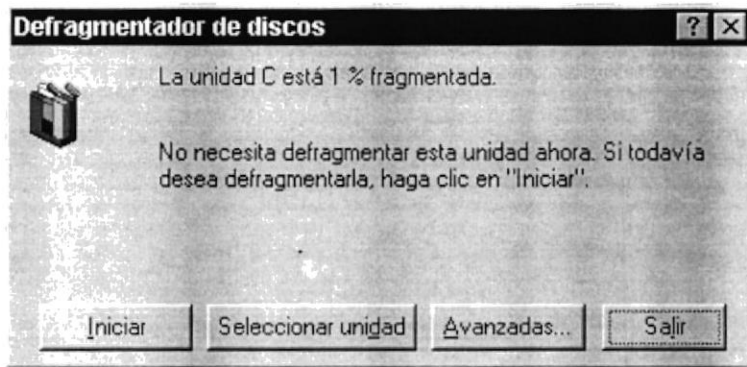 Defragmentador de discos
La unidad C está 1 % fragmentada.
No necesita defragmentar esta unidad ahora. Si todavía
desea defragmentarla, haga clic en "Iniciar".
Iniciar Seleccionar unidad Avanzadas... Salir